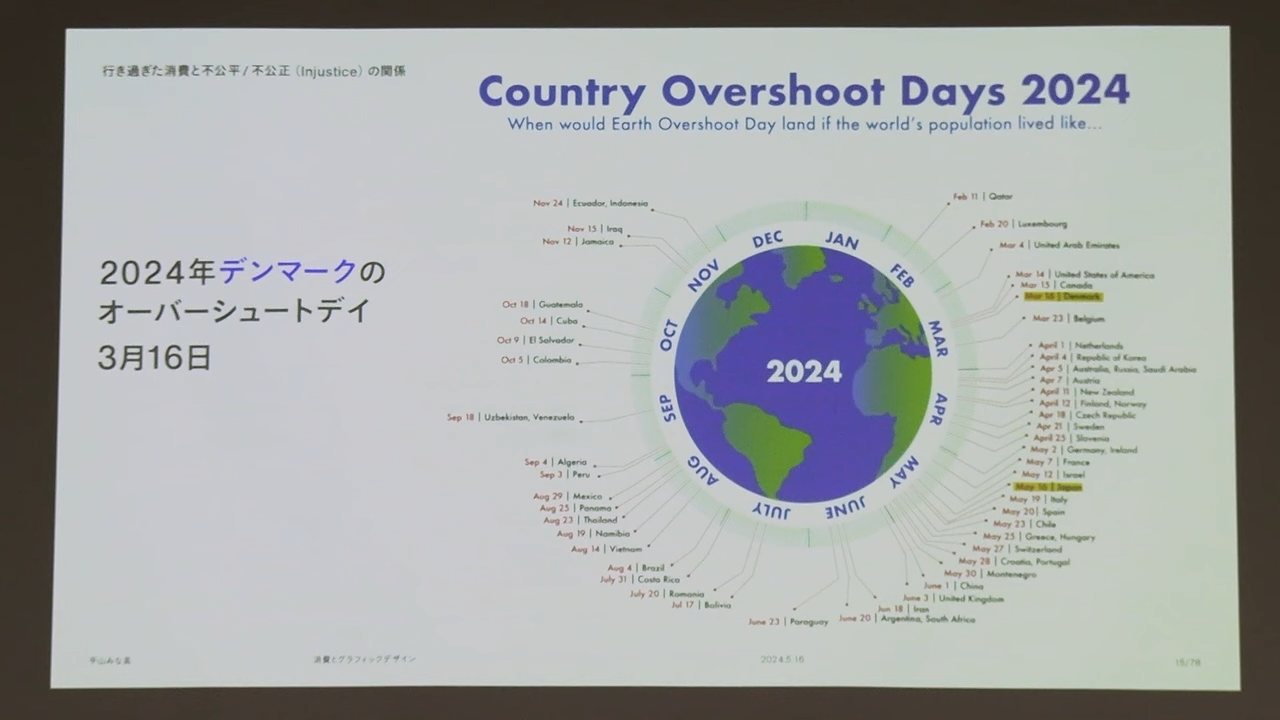 行き過ぎた消費と不公平/不公正（Injustice）の関係
Country Overshoot Days 2024
When would Earth Overshoot Day land if the world's population lived like...
2024年デンマークの
オーバーシュートデイ
3月16日
DEC
JAN
FEB
MAR
APR
MAY
JUNE
JULY
AUG
SEP
OCT
NOV
2024
Feb 11 | Qatar
Feb 20 | Luxembourg
Mar 4 | United Arab Emirates
Mar 14 | United States of America
Mar 15 | Canada
Mar 16 | Denmark
Mar 23 | Belgium
April 1 | Netherlands
April 4 | Republic of Korea
Apr 5 | Australia, Russia, Saudi Arabia
Apr 7 | Austria
April 11 | New Zealand
April 12 | Finland, Norway
Apr 18 | Czech Republic
Apr 21 | Sweden
April 25 | Slovenia
May 2 | Germany, Ireland
May 7 | France
May 12 | Israel
May 16 | Japan
May 19 | Italy
May 20| Spain
May 23 | Chile
May 25 | Greece, Hungary
May 27 | Switzerland
May 28 | Croatia, Portugal
May 30 | Montenegro
June 1 | China
June 3 | United Kingdom
Jun 18 | Iran
June 20 | Argentina, South Africa
June 23 | Paraguay
Jul 17 | Bolivia
July 20 | Romania
July 31 | Costa Rica
Aug 4 | Brazil
Aug 14 | Vietnam
Aug 19 | Namibia
Aug 23 | Thailand
Aug 25 | Panama
Aug 29 | Mexico
Sep 3 | Peru
Sep 4 | Algeria
Sep 18 | Uzbekistan, Venezuela
Oct 5 | Colombia
Oct 9 | El Salvador
Oct 14 | Cuba
Oct 18 | Guatemala
Nov 12 | Jamaica
Nov 15 | Iraq
Nov 24 | Ecuador, Indonesia
平山みな美
消費とグラフィックデザイン
2024.5.16
15/78